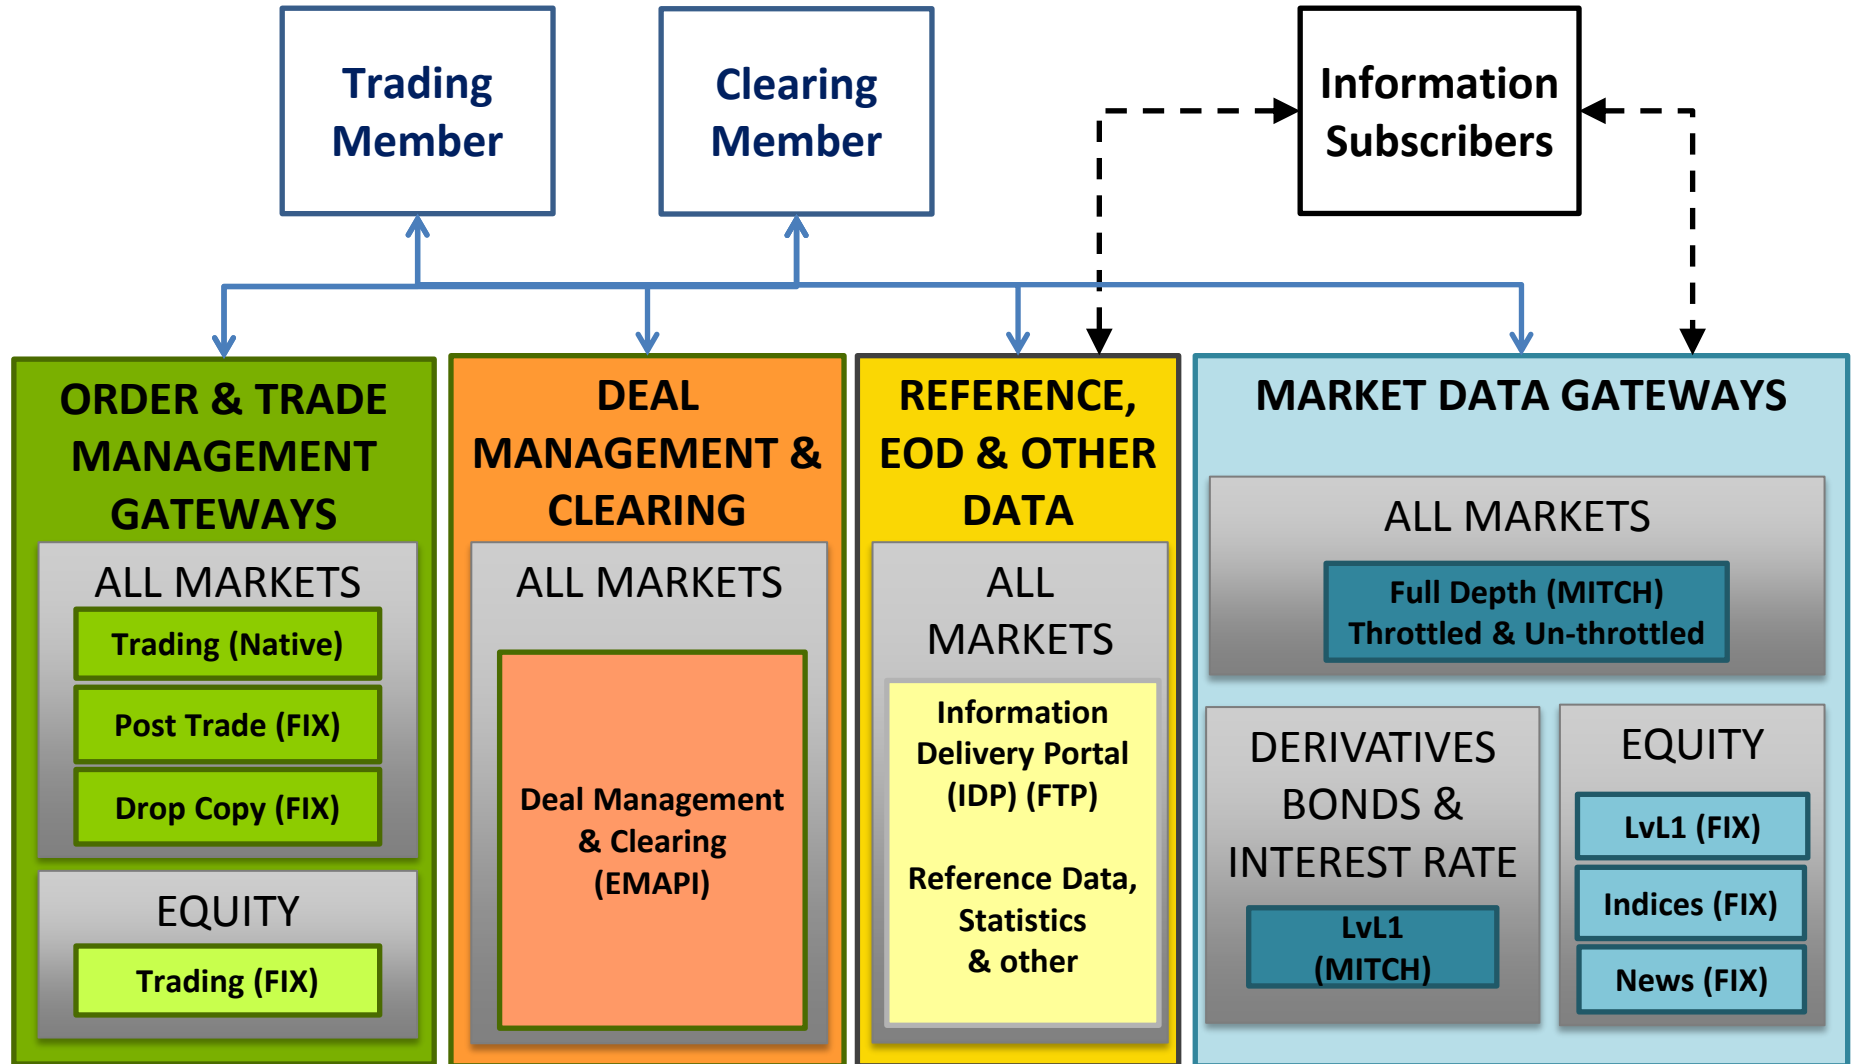 Trading
Member
Clearing
Member
Information
Subscribers
ORDER & TRADE
MANAGEMENT
GATEWAYS
ALL MARKETS
Trading (Native)
Post Trade (FIX)
Drop Copy (FIX)
EQUITY
Trading (FIX)
DEAL
MANAGEMENT &
CLEARING
ALL MARKETS
Deal Management
& Clearing
(EMAPI)
REFERENCE,
EOD & OTHER
DATA
ALL
MARKETS
Information
Delivery Portal
(IDP) (FTP)
Reference Data,
Statistics
& other
MARKET DATA GATEWAYS
ALL MARKETS
Full Depth (MITCH)
Throttled & Un-throttled
DERIVATIVES
BONDS &
INTEREST RATE
LvL1
(MITCH)
EQUITY
LvL1 (FIX)
Indices (FIX)
News (FIX)